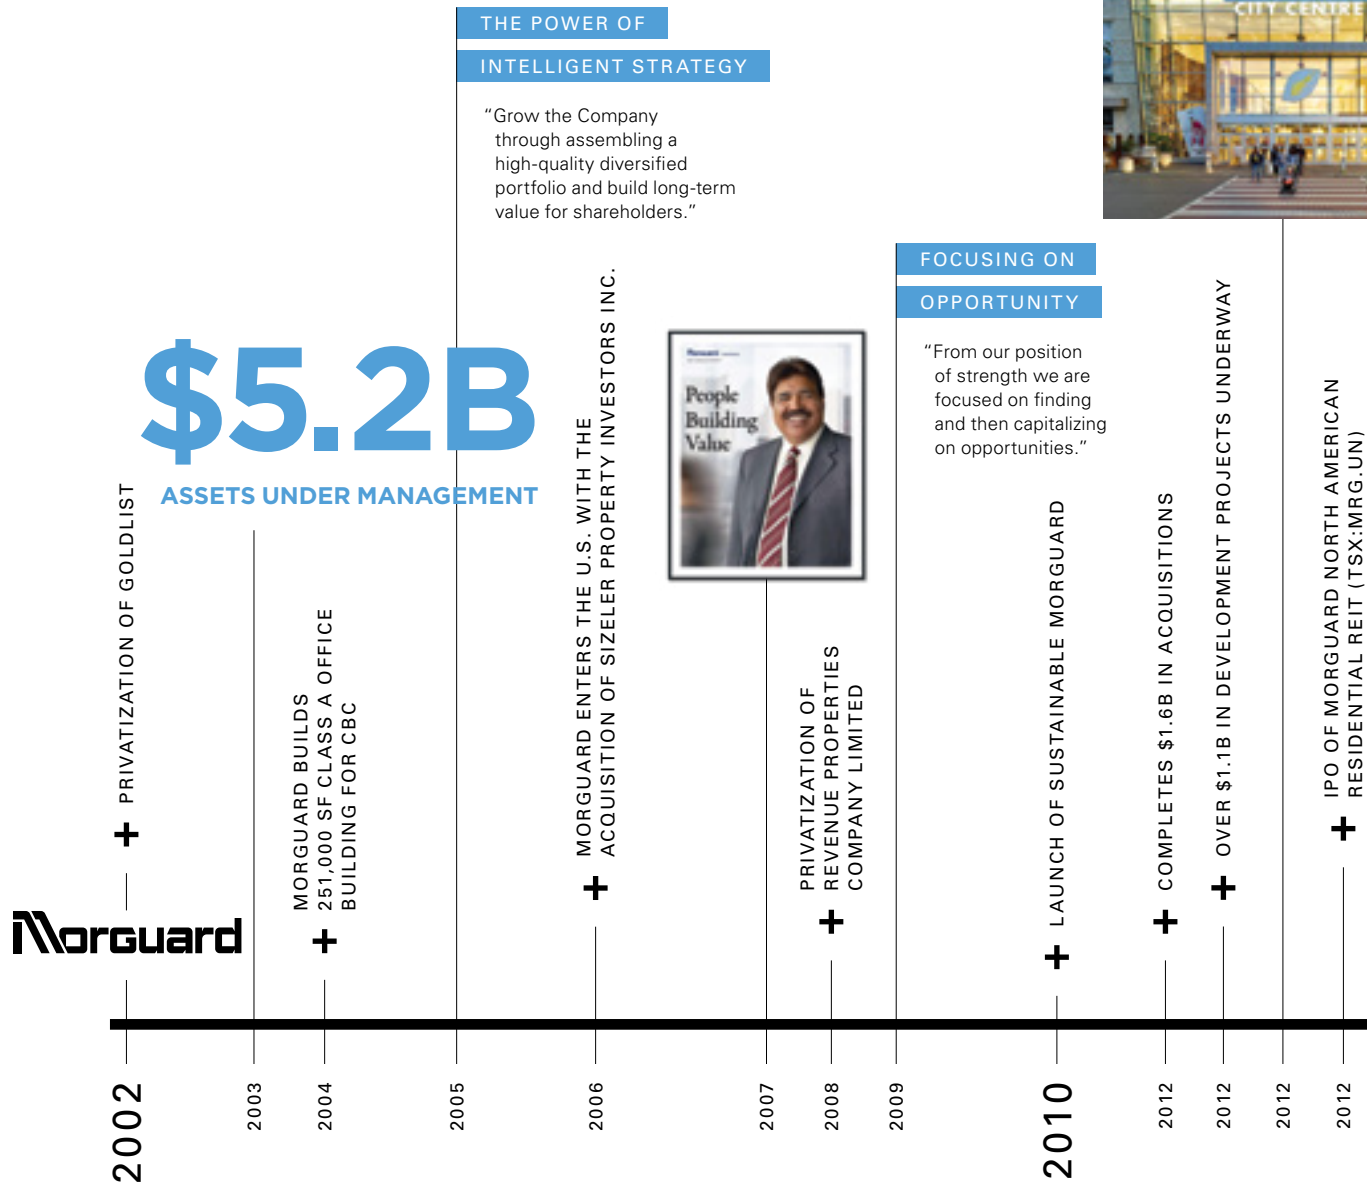 THE POWER OF
INTELLIGENT STRATEGY
“Grow the Company
through assembling a
high-quality diversified
portfolio and build long-term
value for shareholders.”
CITY CENTRE
FOCUSING ON
OPPORTUNITY
“From our position
of strength we are
focused on finding
and then capitalizing
on opportunities.”
$5.2B
ASSETS UNDER MANAGEMENT
People
Building
Value
PRIVATIZATION OF GOLDLIST
MORGUARD BUILDS
251,000 SF CLASS A OFFICE
BUILDING FOR CBC
MORGUARD ENTERS THE U.S. WITH THE
ACQUISITION OF SIZELER PROPERTY INVESTORS INC.
PRIVATIZATION OF
REVENUE PROPERTIES
COMPANY LIMITED
LAUNCH OF SUSTAINABLE MORGUARD
COMPLETES $1.6B IN ACQUISITIONS
OVER $1.1B IN DEVELOPMENT PROJECTS UNDERWAY
IPO OF MORGUARD NORTH AMERICAN
RESIDENTIAL REIT (TSX:MRG.UN)
Morguard
2002
2003
2004
2005
2006
2007
2008
2009
2010
2012
2012
2012
2012